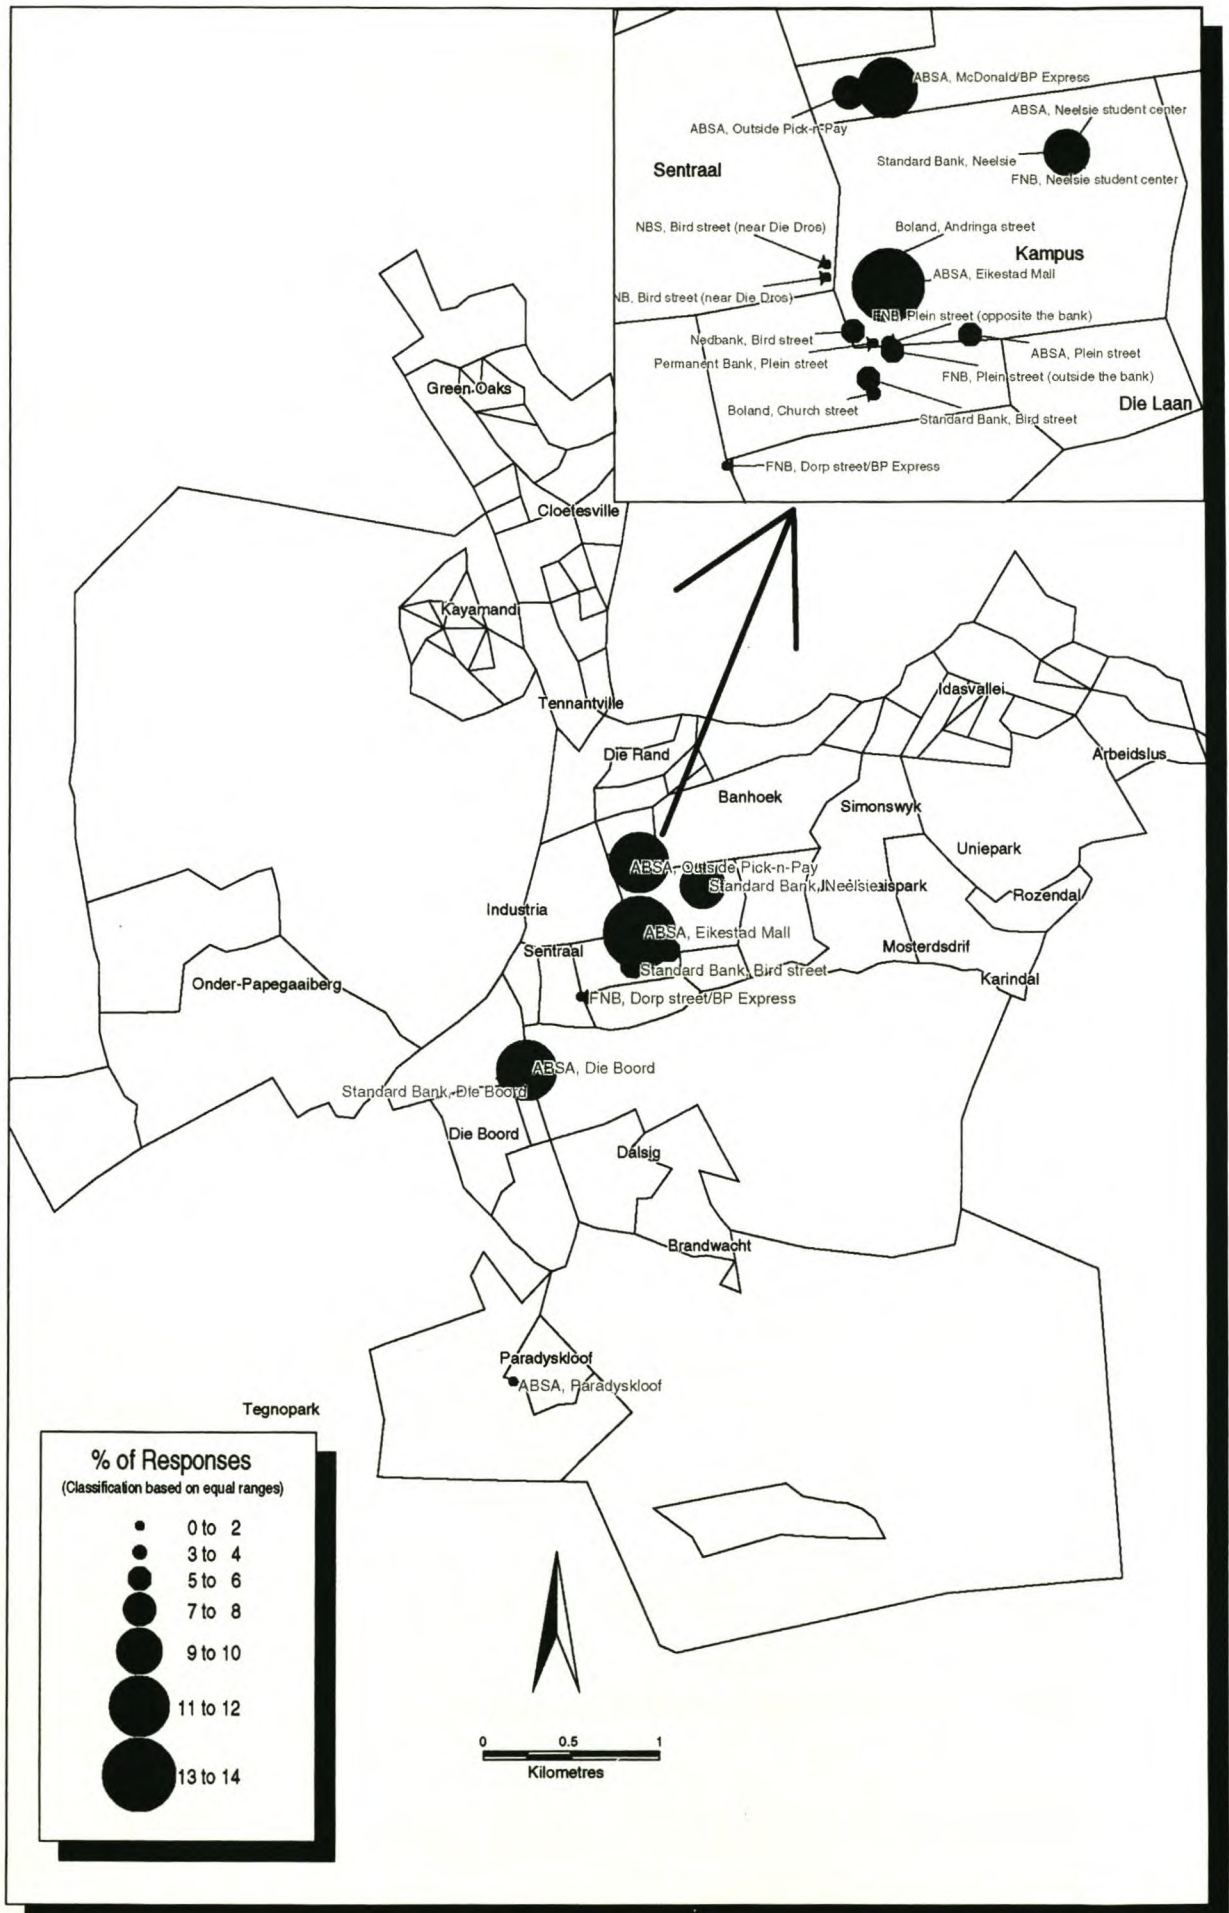 ABSA, McDonald/BP Express
ABSA, Neelsie student center
ABSA, Outside Pick-n-Pay
Standard Bank, Neelsie
Sentraal
FNB, Neelsie student center
NBS, Bird street (near Die Dros)
Boland, Andringa street
Kampus
ABSA, Eikestad Mall
NB, Bird street (near Die Dros)
FNB, Plein street (opposite the bank)
Nedbank, Bird street
ABSA, Plein street
Permanent Bank, Plein street
FNB, Plein street (outside the bank)
Die Laan
Boland, Church street
Standard Bank, Bird street
FNB, Dorp street/BP Express
Green Oaks
Cloetesville
Kayamandi
Idasvallei
Tennantville
Die Rand
Arbeidslus
Banhoek
Simonswyk
Uniepark
ABSA, Outside Pick-n-Pay
Standard Bank, Neelsie
Rozendal
Industria
ABSA, Eikestad Mall
Mosterdsdrif
Sentraal
Standard Bank, Bird street
Karindal
Onder-Papegaaiberg
FNB, Dorp street/BP Express
ABSA, Die Boord
Standard Bank, Die Boord
Die Boord
Dalsig
Brandwacht
Paradyskloof
ABSA, Paradyskloof
Tegnopark
% of Responses
(Classification based on equal ranges)
0 to 2
3 to 4
5 to 6
7 to 8
9 to 10
11 to 12
13 to 14
0 0.5 1
Kilometres